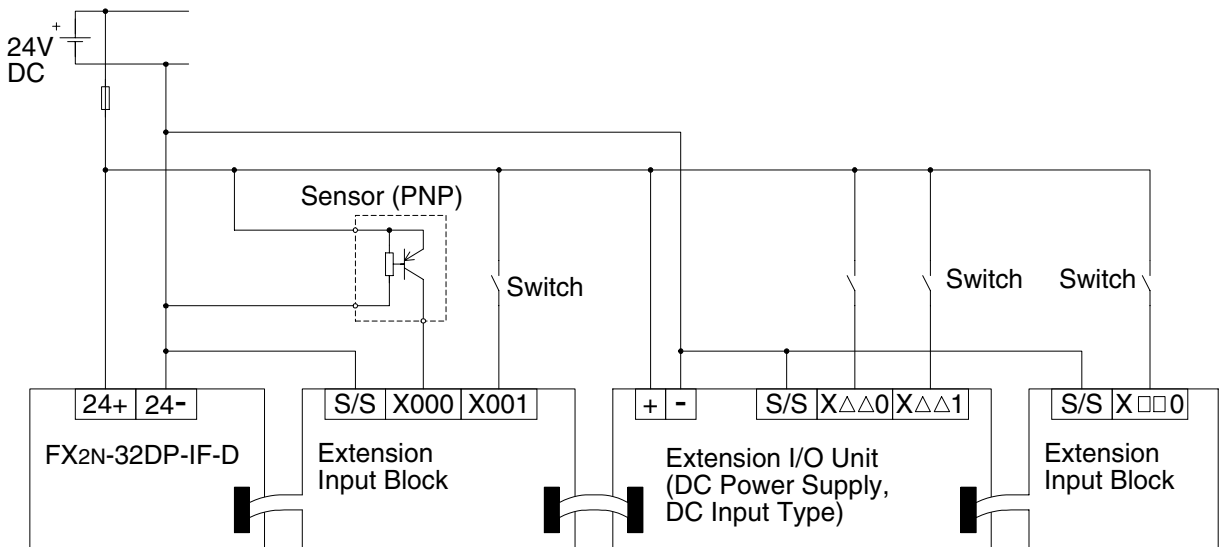 +
24V
DC
Sensor (PNP)
Switch
Switch
Switch
24+ 24-
S/S X000 X001
+ -
S/S X△△0 X△△1
S/S X□□0
FX2N-32DP-IF-D
Extension
Input Block
Extension I/O Unit
(DC Power Supply,
DC Input Type)
Extension
Input Block